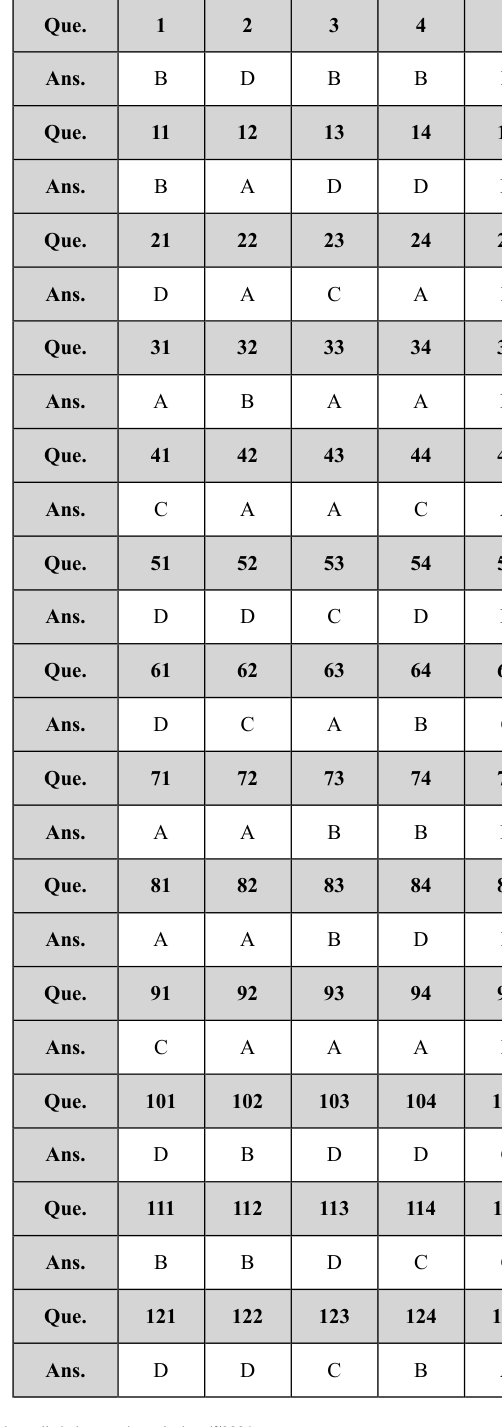 Que. 1 2 3 4
Ans. B D B B
Que. 11 12 13 14
Ans. B A D D
Que. 21 22 23 24
Ans. D A C A
Que. 31 32 33 34
Ans. A B A A
Que. 41 42 43 44
Ans. C A A C
Que. 51 52 53 54
Ans. D D C D
Que. 61 62 63 64
Ans. D C A B
Que. 71 72 73 74
Ans. A A B B
Que. 81 82 83 84
Ans. A A B D
Que. 91 92 93 94
Ans. C A A A
Que. 101 102 103 104
Ans. D B D D
Que. 111 112 113 114
Ans. B B D C
Que. 121 122 123 124
Ans. D D C B